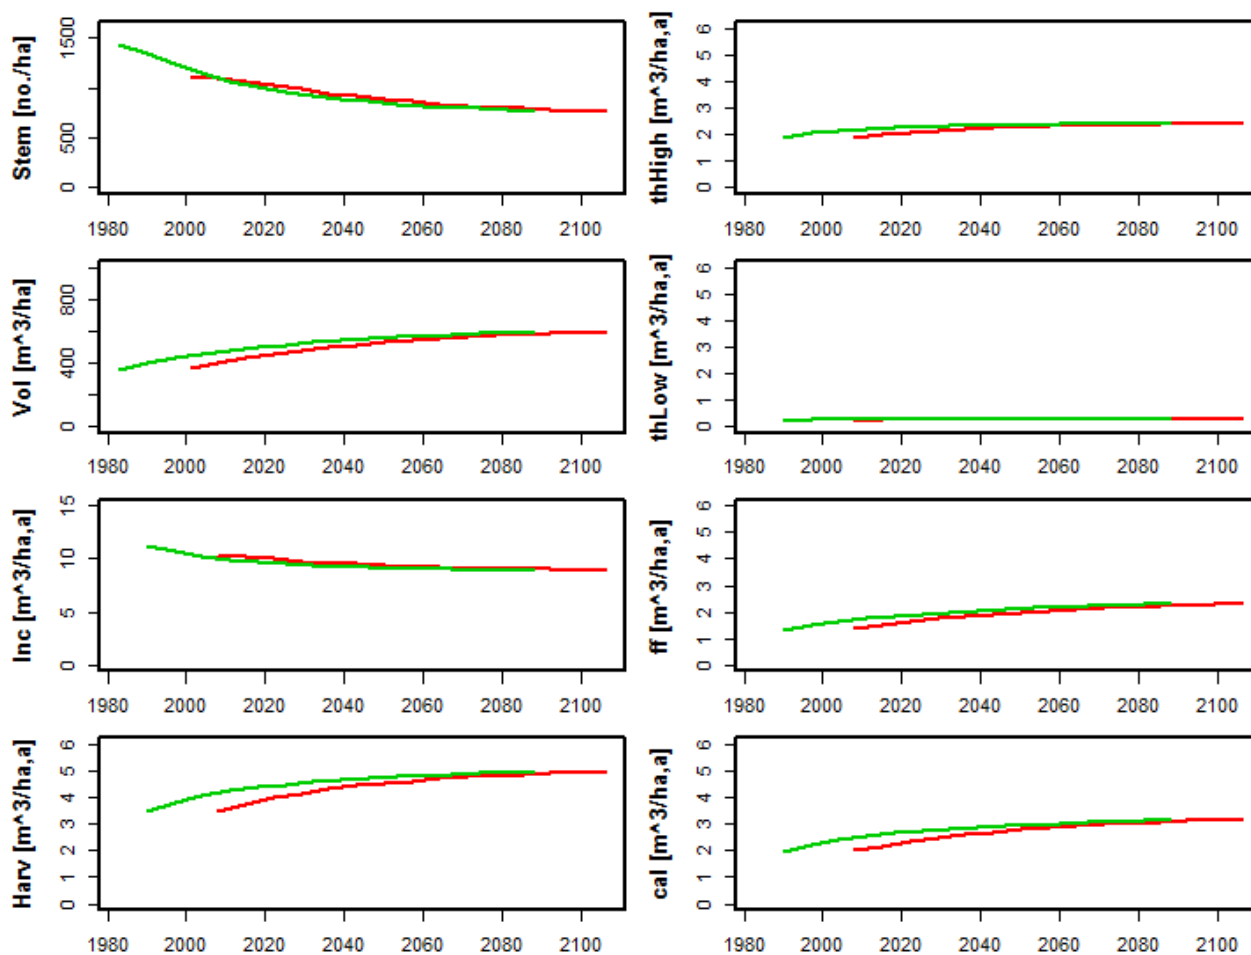 Stem [no./ha]
0 500 1500
1980 2000 2020 2040 2060 2080 2100
thHigh [m^3/ha,a]
0 1 2 3 4 5 6
1980 2000 2020 2040 2060 2080 2100
Vol [m^3/ha]
0 400 800
1980 2000 2020 2040 2060 2080 2100
thLow [m^3/ha,a]
0 1 2 3 4 5 6
1980 2000 2020 2040 2060 2080 2100
Inc [m^3/ha,a]
0 5 10 15
1980 2000 2020 2040 2060 2080 2100
ff [m^3/ha,a]
0 1 2 3 4 5 6
1980 2000 2020 2040 2060 2080 2100
Harv [m^3/ha,a]
0 1 2 3 4 5 6
1980 2000 2020 2040 2060 2080 2100
cal [m^3/ha,a]
0 1 2 3 4 5 6
1980 2000 2020 2040 2060 2080 2100